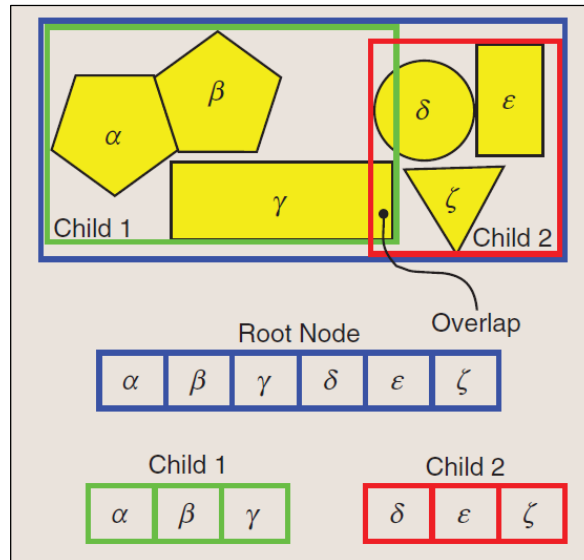 β
δ
ε
α
γ
ζ
Child 1
Child 2
Overlap
Root Node
α β γ δ ε ζ
Child 1 Child 2
α β γ δ ε ζ